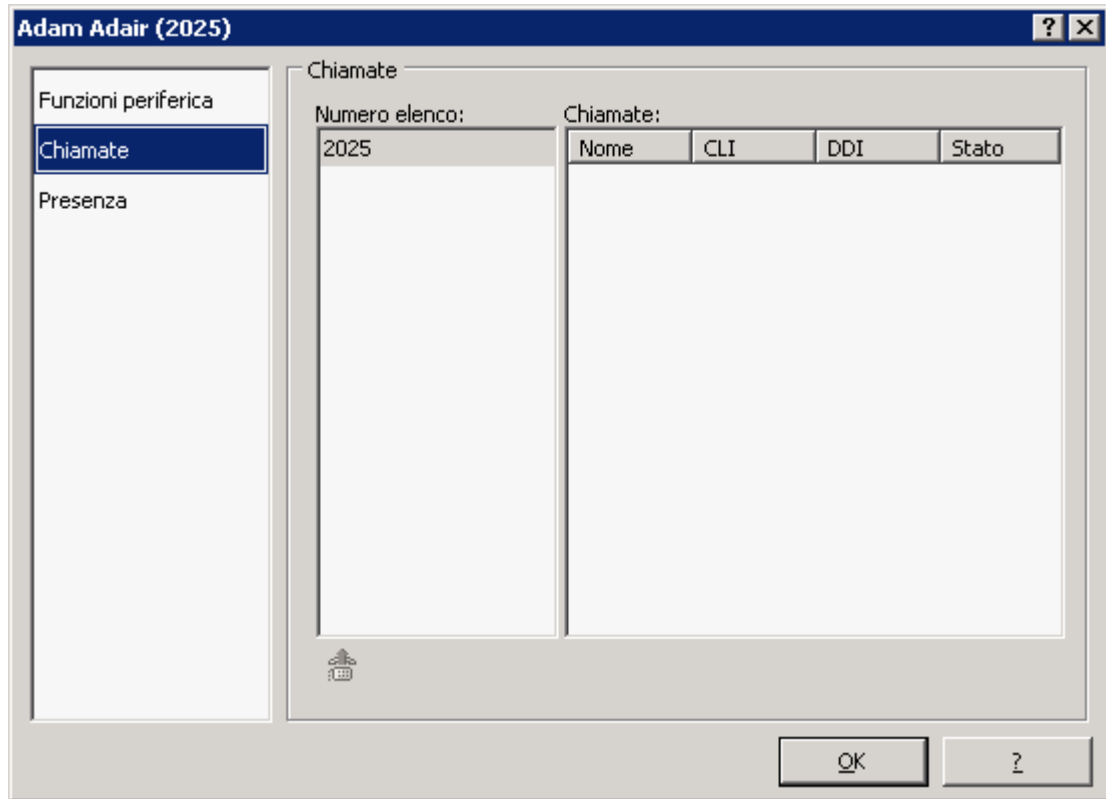 Adam Adair (2025)
? X
Funzioni periferica
Chiamate
Presenza
Chiamate
Numero elenco:
2025
Chiamate:
Nome CLI DDI Stato
OK ?